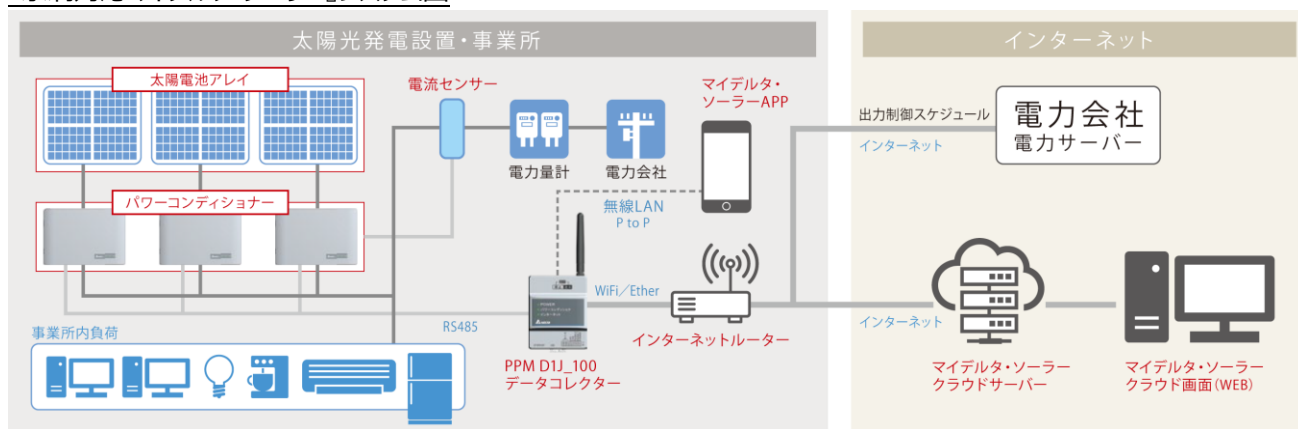 太陽光発電設置・事業所
インターネット
太陽電池アレイ
電流センサー
マイデルタ・
ソーラーAPP
電力量計
電力会社
出力制御スケジュール
インターネット
電力会社
電力サーバー
パワーコンディショナー
無線LAN
P to P
WiFi／Ether
RS485
インターネットルーター
インターネット
事業所内負荷
PPM D1J_100
データコレクター
マイデルタ・ソーラー
クラウドサーバー
マイデルタ・ソーラー
クラウド画面(WEB)